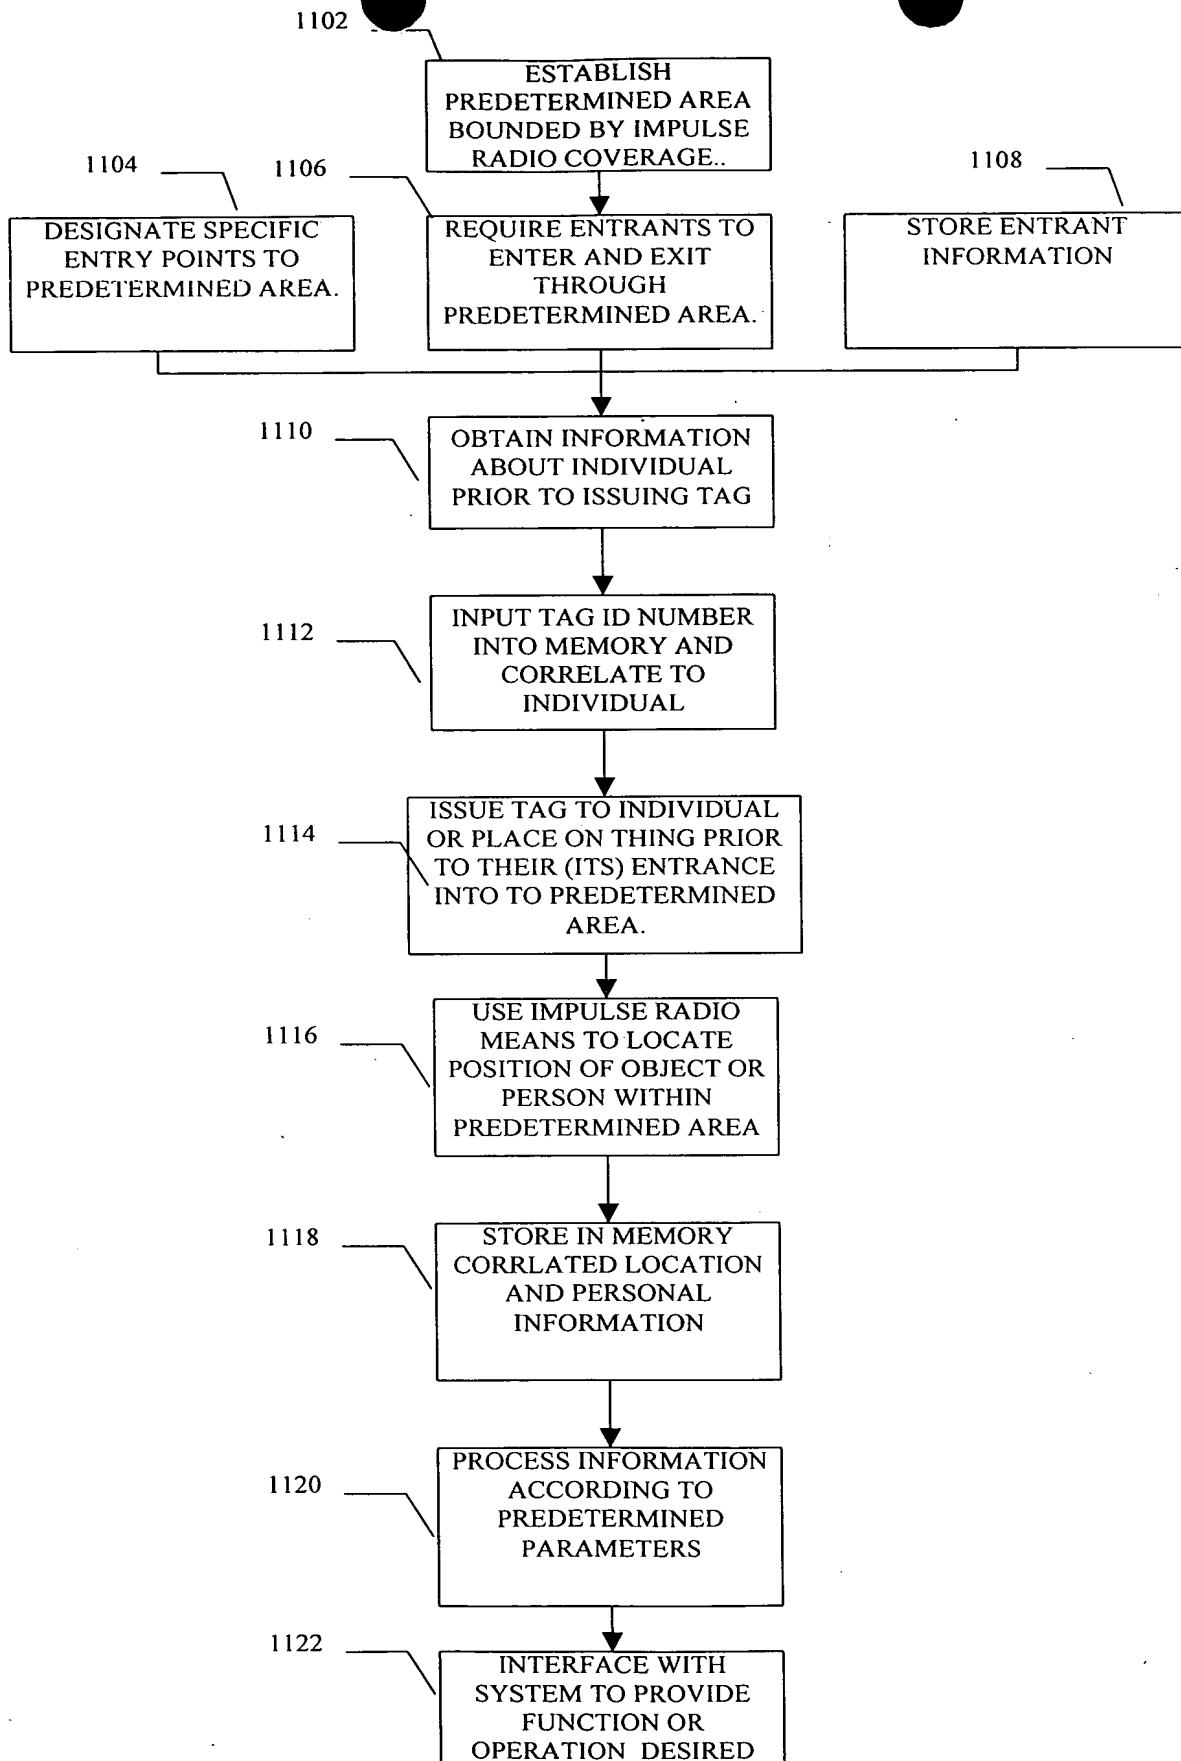 1102
ESTABLISH
PREDETERMINED AREA
BOUNDED BY IMPULSE
RADIO COVERAGE..
1104
DESIGNATE SPECIFIC
ENTRY POINTS TO
PREDETERMINED AREA.
1106
REQUIRE ENTRANTS TO
ENTER AND EXIT
THROUGH
PREDETERMINED AREA.
1108
STORE ENTRANT
INFORMATION
1110
OBTAIN INFORMATION
ABOUT INDIVIDUAL
PRIOR TO ISSUING TAG
1112
INPUT TAG ID NUMBER
INTO MEMORY AND
CORRELATE TO
INDIVIDUAL
1114
ISSUE TAG TO INDIVIDUAL
OR PLACE ON THING PRIOR
TO THEIR (ITS) ENTRANCE
INTO TO PREDETERMINED
AREA.
1116
USE IMPULSE RADIO
MEANS TO LOCATE
POSITION OF OBJECT OR
PERSON WITHIN
PREDETERMINED AREA
1118
STORE IN MEMORY
CORRLATED LOCATION
AND PERSONAL
INFORMATION
1120
PROCESS INFORMATION
ACCORDING TO
PREDETERMINED
PARAMETERS
1122
INTERFACE WITH
SYSTEM TO PROVIDE
FUNCTION OR
OPERATION DESIRED